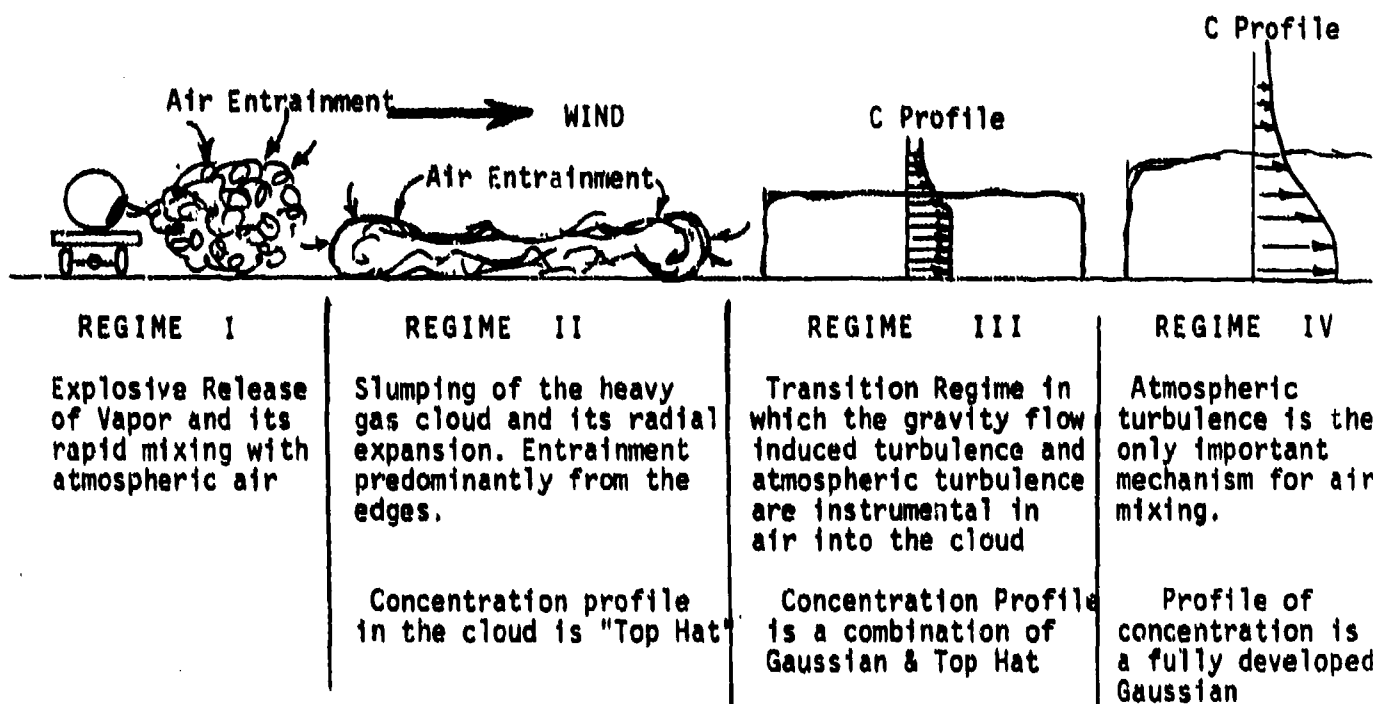 C Profile
Air Entrainment
WIND
C Profile
Air Entrainment
REGIME I
Explosive Release
of Vapor and its
rapid mixing with
atmospheric air
REGIME II
Slumping of the heavy
gas cloud and its radial
expansion. Entrainment
predominantly from the
edges.
Concentration profile
in the cloud is "Top Hat"
REGIME III
Transition Regime in
which the gravity flow
induced turbulence and
atmospheric turbulence
are instrumental in
air into the cloud
Concentration Profile
is a combination of
Gaussian & Top Hat
REGIME IV
Atmospheric
turbulence is the
only important
mechanism for air
mixing.
Profile of
concentration is
a fully developed
Gaussian